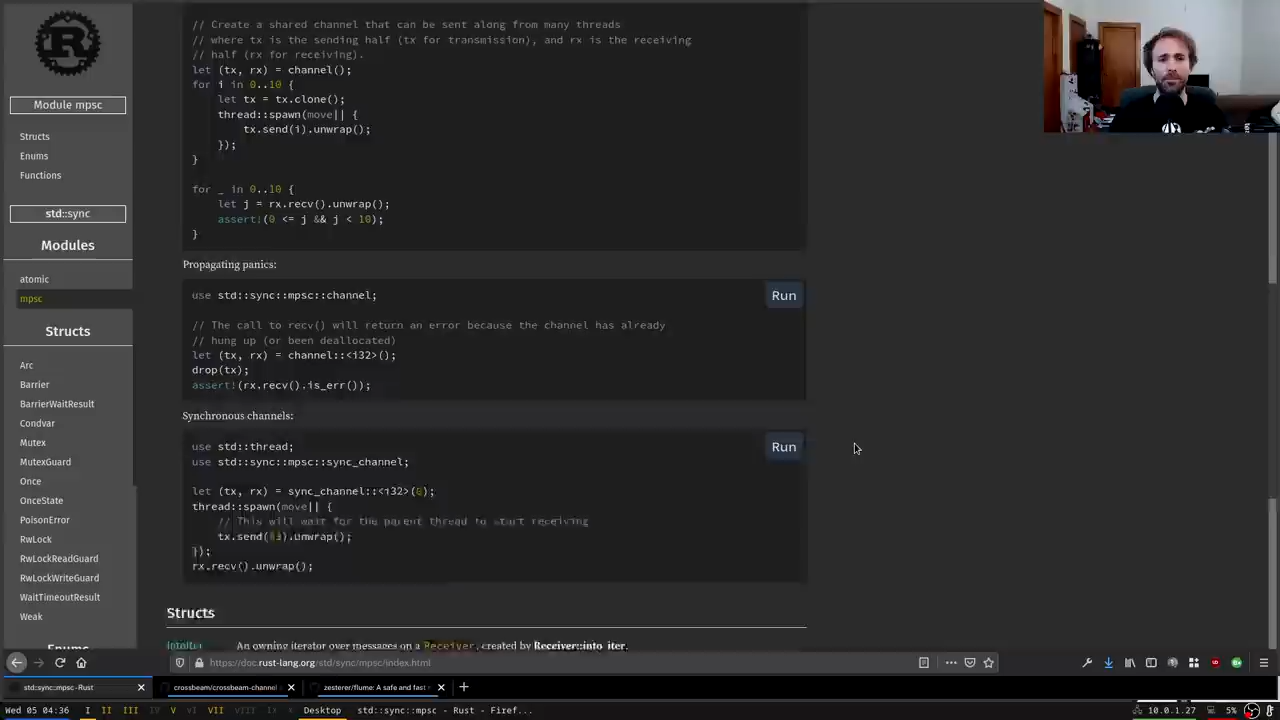 // Create a shared channel that can be sent along from many threads
// where tx is the sending half (tx for transmission), and rx is the receiving
// half (rx for receiving).
let (tx, rx) = channel();
for i in 0..10 {
let tx = tx.clone();
thread::spawn(move|| {
tx.send(i).unwrap();
});
}
for _ in 0..10 {
let j = rx.recv().unwrap();
assert!(0 <= j && j < 10);
}
Propagating panics:
use std::sync::mpsc::channel;
Run
// The call to recv() will return an error because the channel has already
// hung up (or been deallocated)
let (tx, rx) = channel::<i32>();
drop(tx);
assert!(rx.recv().is_err());
Synchronous channels:
use std::thread;
Run
use std::sync::mpsc::sync_channel;
let (tx, rx) = sync_channel::<i32>(0);
thread::spawn(move|| {
// This will wait for the parent thread to start receiving
tx.send(53).unwrap();
});
rx.recv().unwrap();
Structs
IntoIter An owning iterator over messages on a Receiver, created by Receiver::into_iter.
R
Module mpsc
Structs
Enums
Functions
std::sync
Modules
atomic
mpsc
Structs
Arc
Barrier
BarrierWaitResult
Condvar
Mutex
MutexGuard
Once
OnceState
PoisonError
RwLock
RwLockReadGuard
RwLockWriteGuard
WaitTimeoutResult
Weak
Enums
https://doc.rust-lang.org/std/sync/mpsc/index.html
std::sync::mpsc - Rust
crossbeam/crossbeam-channel
zesterer/flume: A safe and fast
Wed 05 04:36 I II III IV V VI VII VIII IX X Desktop std::sync::mpsc - Rust - Firef... 10.0.1.27 5%